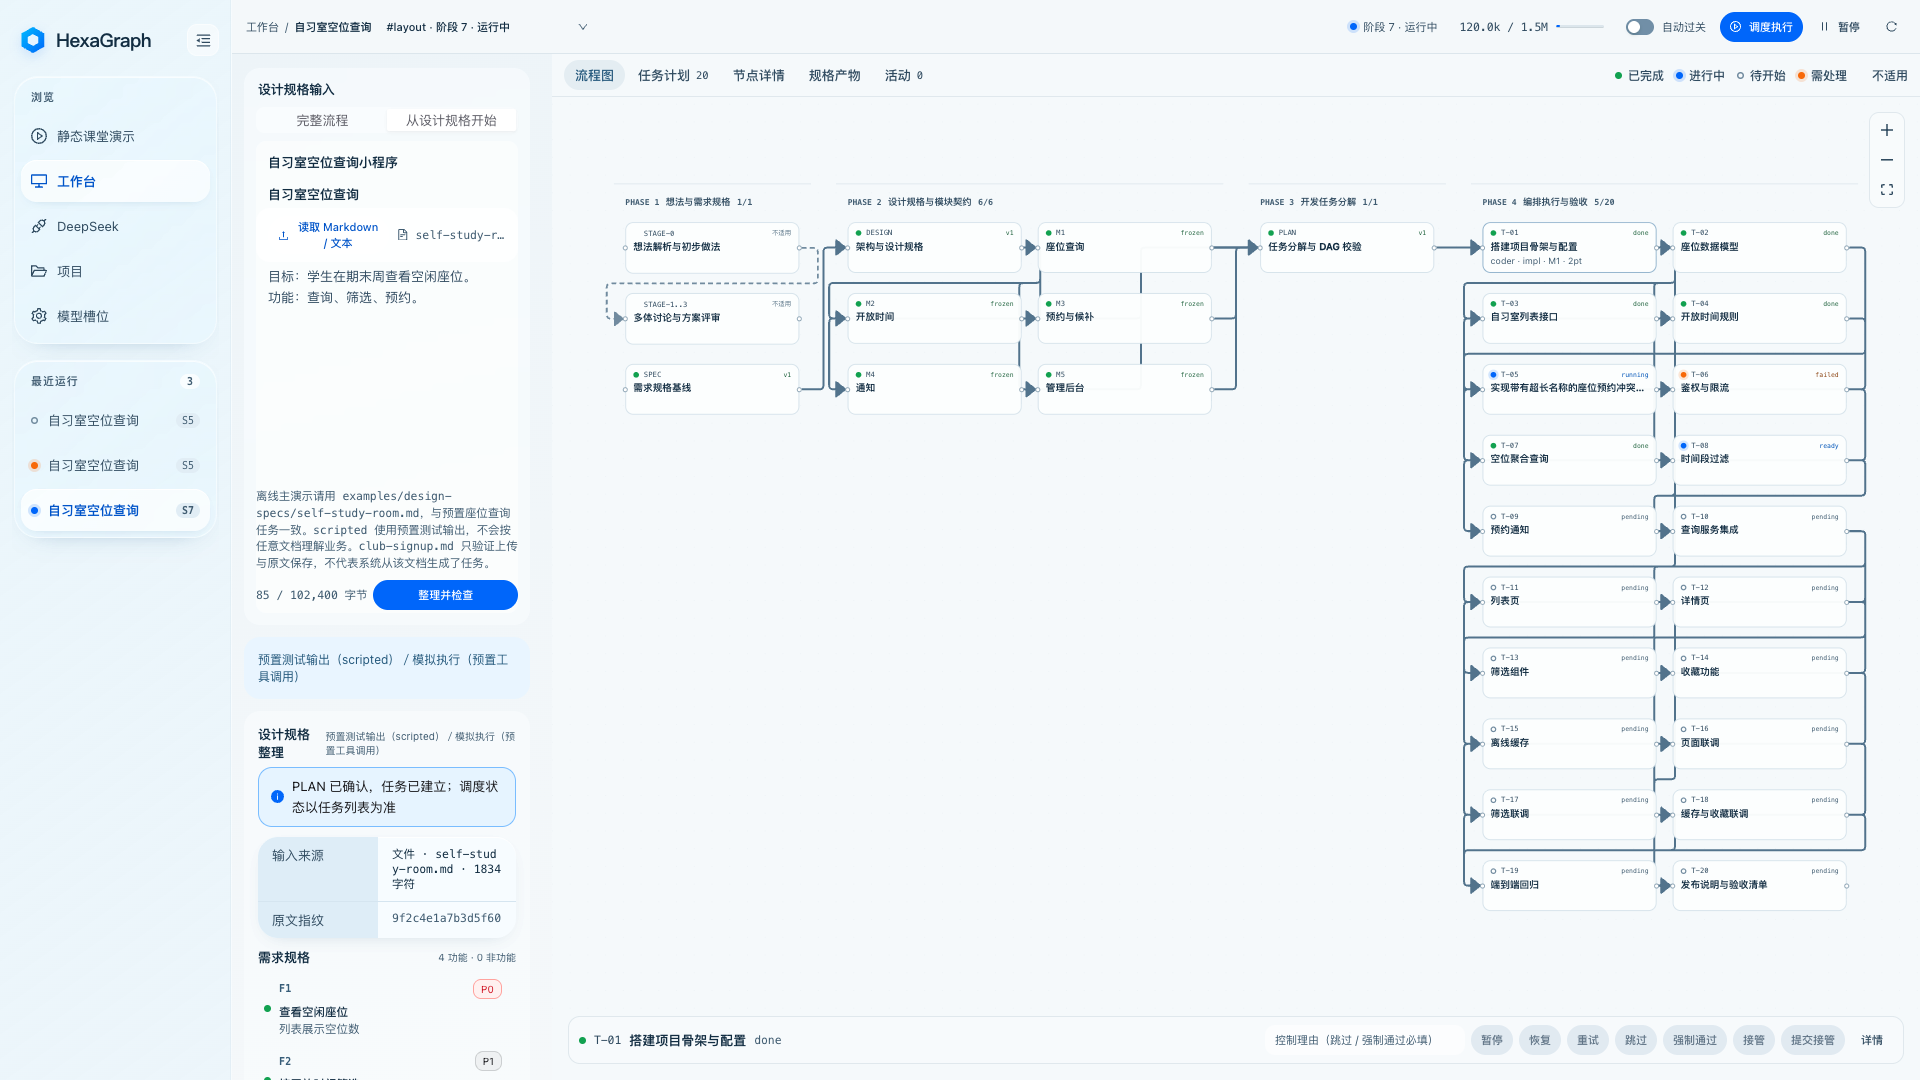 HexaGraph
浏览
静态课堂演示
工作台
DeepSeek
项目
模型槽位
最近运行 3
自习室空位查询 S5
自习室空位查询 S5
自习室空位查询 S7
工作台 / 自习室空位查询 #layout · 阶段 7 · 运行中
阶段 7 · 运行中 120.0k / 1.5M 自动过关 调度执行 暂停
设计规格输入
完整流程 从设计规格开始
自习室空位查询小程序
自习室空位查询
读取 Markdown
/ 文本
self-study-r…
目标：学生在期末周查看空闲座位。
功能：查询、筛选、预约。
离线主演示请用 examples/design-
specs/self-study-room.md，与预置座位查询
任务一致。scripted 使用预置测试输出，不会按
任意文档理解业务。club-signup.md 只验证上传
与原文保存，不代表系统从该文档生成了任务。
85 / 102,400 字节 整理并检查
预置测试输出（scripted） / 模拟执行（预置工
具调用）
设计规格
整理
预置测试输出（scripted） / 模拟执行（预
置工具调用）
PLAN 已确认，任务已建立；调度状
态以任务列表为准
输入来源
文件 · self-stud
y-room.md · 1834
字符
原文指纹 9f2c4e1a7b3d5f60
需求规格 4 功能 · 0 非功能
F1 P0
查看空闲座位
列表展示空位数
F2 P1
流程图 任务计划 20 节点详情 规格产物 活动 0
已完成 进行中 待开始 需处理 不适用
PHASE 1 想法与需求规格 1/1
STAGE-0 不适用
想法解析与初步做法
STAGE-1..3 不适用
多体讨论与方案评审
SPEC v1
需求规格基线
PHASE 2 设计规格与模块契约 6/6
DESIGN v1
架构与设计规格
M1 frozen
座位查询
M2 frozen
开放时间
M3 frozen
预约与候补
M4 frozen
通知
M5 frozen
管理后台
PHASE 3 开发任务分解 1/1
PLAN v1
任务分解与 DAG 校验
PHASE 4 编排执行与验收 5/20
T-01 done
搭建项目骨架与配置
coder · impl · M1 · 2pt
T-02 done
座位数据模型
T-03 done
自习室列表接口
T-04 done
开放时间规则
T-05 running
实现带有超长名称的座位预约冲突…
T-06 failed
鉴权与限流
T-07 done
空位聚合查询
T-08 ready
时间段过滤
T-09 pending
预约通知
T-10 pending
查询服务集成
T-11 pending
列表页
T-12 pending
详情页
T-13 pending
筛选组件
T-14 pending
收藏功能
T-15 pending
离线缓存
T-16 pending
页面联调
T-17 pending
筛选联调
T-18 pending
缓存与收藏联调
T-19 pending
端到端回归
T-20 pending
发布说明与验收清单
T-01 搭建项目骨架与配置 done
控制理由（跳过 / 强制通过必填） 暂停 恢复 重试 跳过 强制通过 接管 提交接管 详情